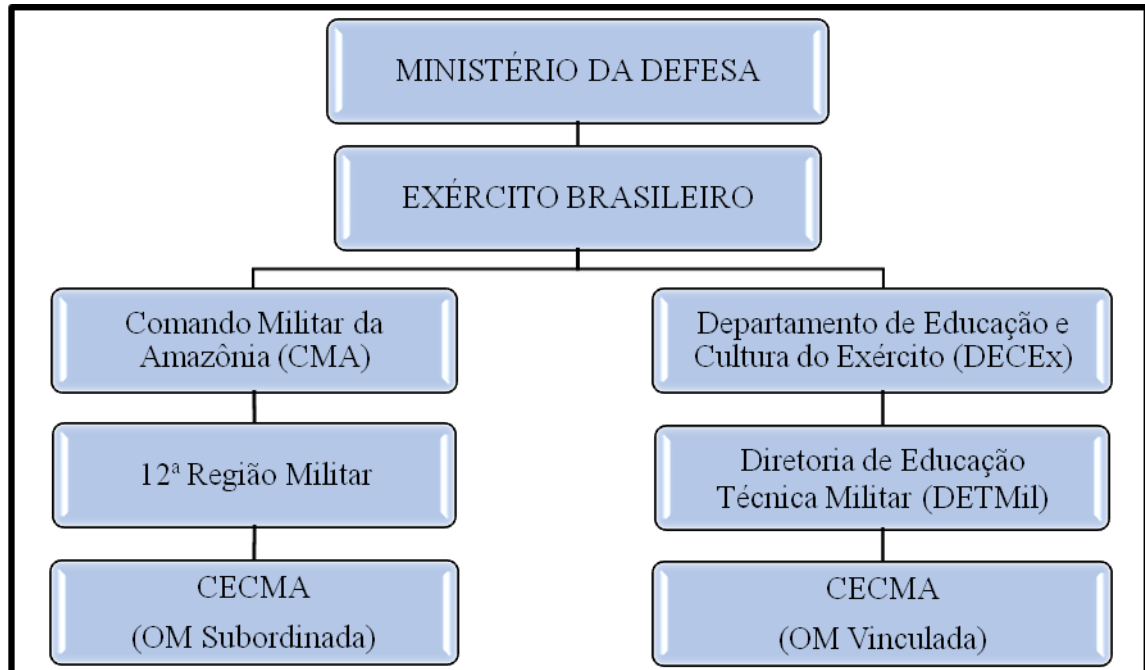 MINISTÉRIO DA DEFESA
EXÉRCITO BRASILEIRO
Comando Militar da
Amazônia (CMA)
Departamento de Educação e
Cultura do Exército (DECEx)
12ª Região Militar
Diretoria de Educação
Técnica Militar (DETMil)
CECMA
(OM Subordinada)
CECMA
(OM Vinculada)